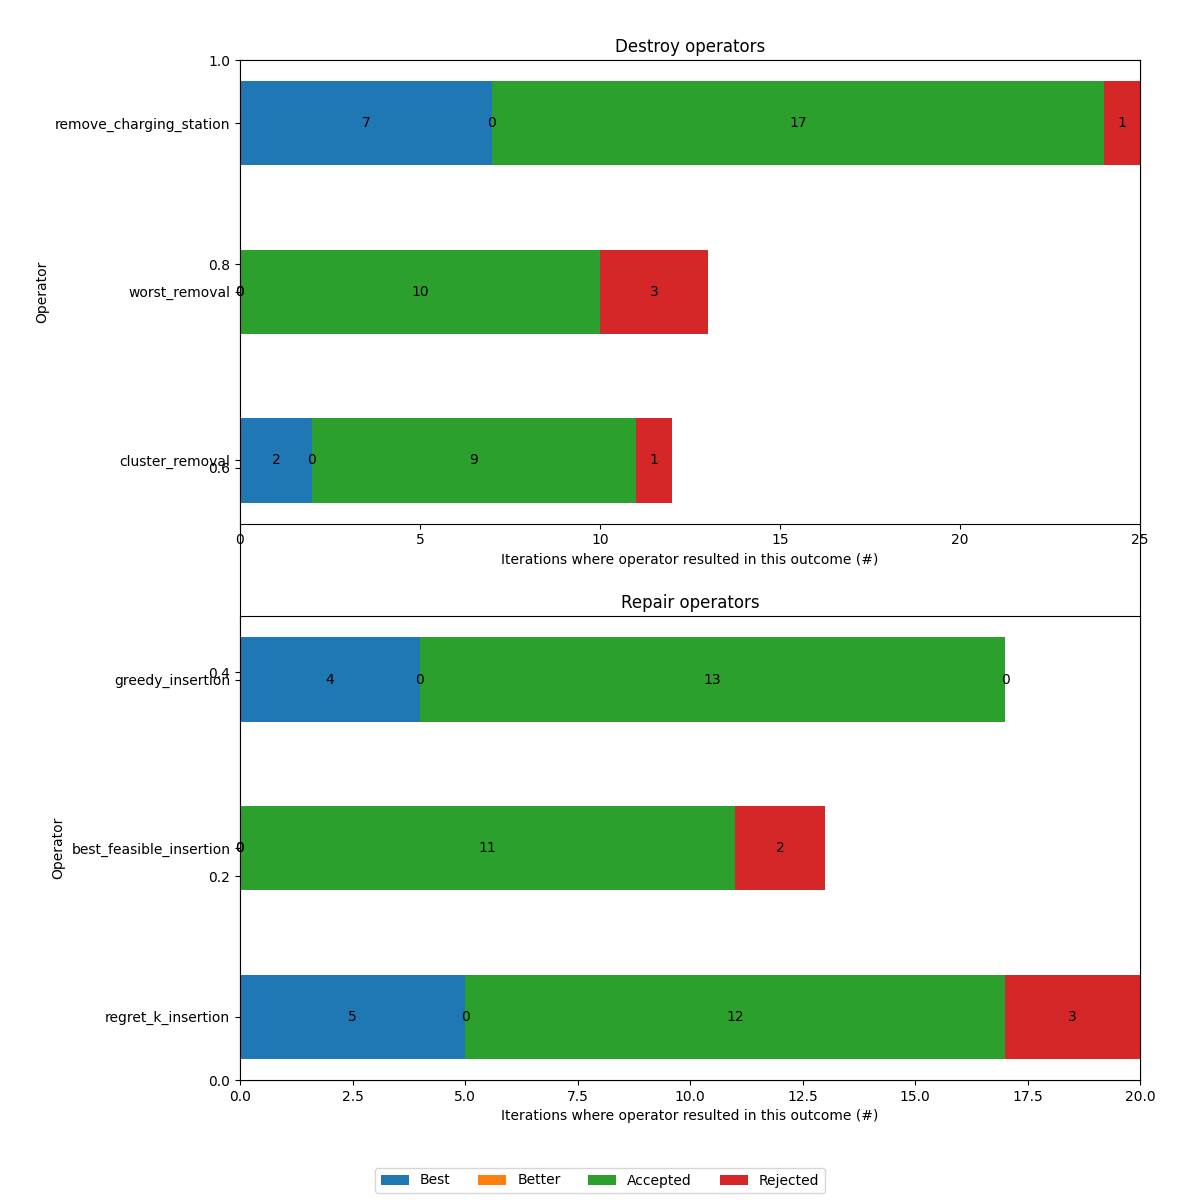 Destroy operators
1.0
remove_charging_station
7 0 17 1
0.8
Operator
worst_removal
0 10 3
cluster_removal
2 0 9 1
0.6
0 5 10 15 20 25
Iterations where operator resulted in this outcome (#)
Repair operators
0.4
greedy_insertion
4 0 13 0
Operator
best_feasible_insertion
0 11 2
0.2
regret_k_insertion
5 0 12 3
0.0
0.0 2.5 5.0 7.5 10.0 12.5 15.0 17.5 20.0
Iterations where operator resulted in this outcome (#)
Best Better Accepted Rejected